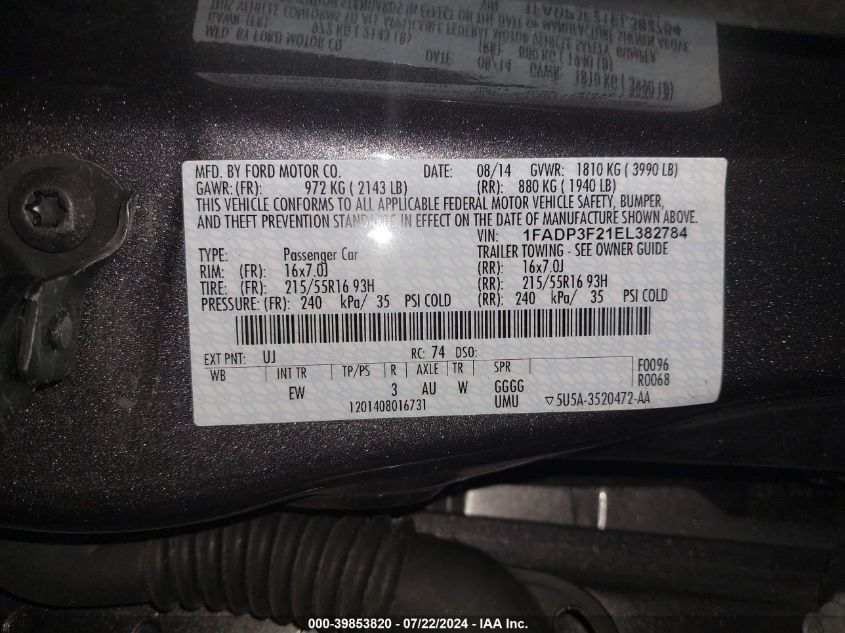 MFD. BY FORD MOTOR CO. DATE: 08/14 GVWR: 1810 KG ( 3990 LB)
GAWR: (FR): 972 KG ( 2143 LB) (RR): 880 KG ( 1940 LB)
THIS VEHICLE CONFORMS TO ALL APPLICABLE FEDERAL MOTOR VEHICLE SAFETY, BUMPER,
AND THEFT PREVENTION STANDARDS IN EFFECT ON THE DATE OF MANUFACTURE SHOWN ABOVE.
VIN: 1FADP3F21EL382784
TYPE: Passenger Car TRAILER TOWING - SEE OWNER GUIDE
RIM: (FR): 16x7.0J (RR): 16x7.0J
TIRE: (FR): 215/55R16 93H (RR): 215/55R16 93H
PRESSURE: (FR): 240 kPa/ 35 PSI COLD (RR): 240 kPa/ 35 PSI COLD
EXT PNT: UJ RC: 74 DSO:
WB INT TR TP/PS R AXLE TR SPR F0096
EW 3 AU W GGGG R0068
1201408016731 UMU ▽5U5A-3520472-AA
000-39853820 - 07/22/2024 - IAA Inc.